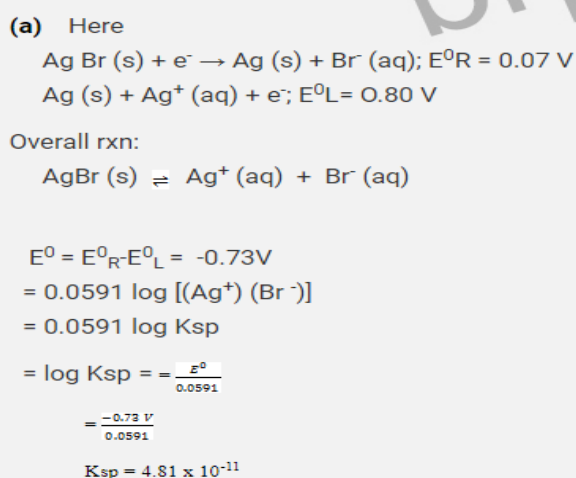 (a) Here
Ag Br (s) + e⁻ → Ag (s) + Br⁻ (aq); E⁰R = 0.07 V
Ag (s) + Ag⁺ (aq) + e⁻; E⁰L= O.80 V
Overall rxn:
AgBr (s) ⇌ Ag⁺ (aq) + Br⁻ (aq)
E⁰ = E⁰R-E⁰L = -0.73V
= 0.0591 log [(Ag⁺) (Br ⁻)]
= 0.0591 log Ksp
= log Ksp = = E⁰/0.0591
= −0.73 V/0.0591
Ksp = 4.81 x 10⁻¹¹